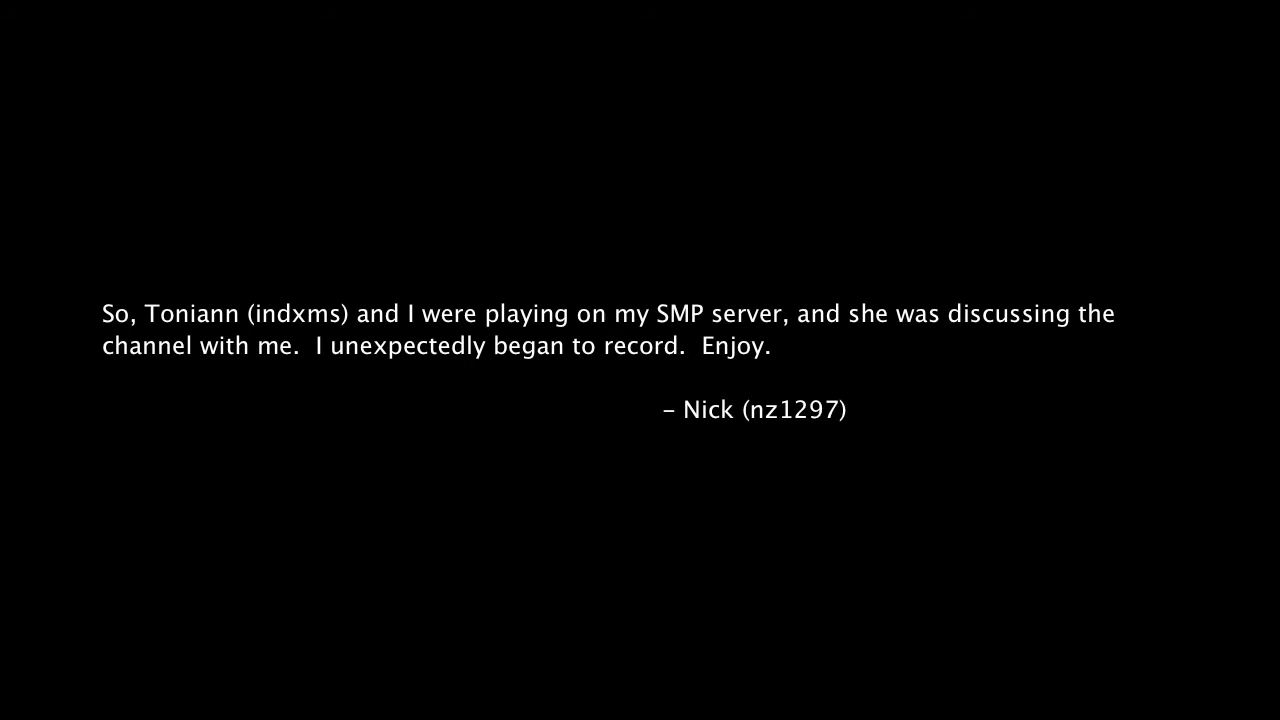 So, Toniann (indxms) and I were playing on my SMP server, and she was discussing the
channel with me.  I unexpectedly began to record.  Enjoy.
– Nick (nz1297)